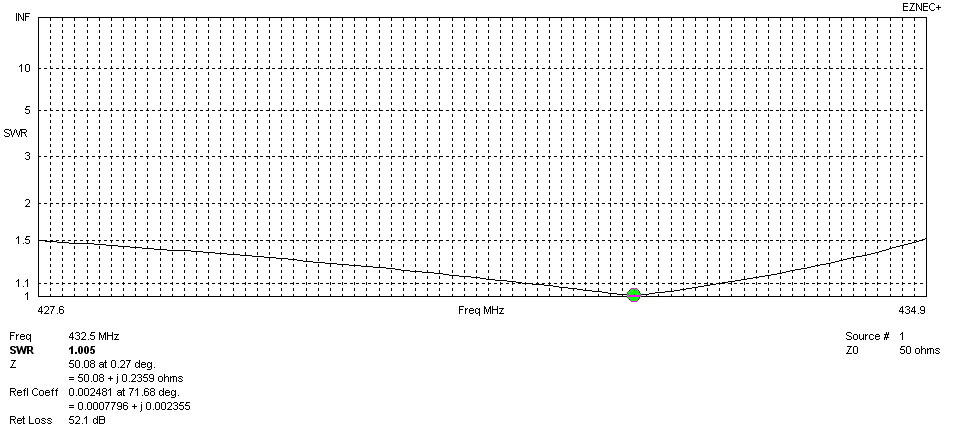 EZNEC+
INF
10
5
SWR
3
2
1.5
1.1
1
427.6 Freq MHz 434.9
Freq 432.5 MHz Source # 1
SWR 1.005 Z0 50 ohms
Z 50.08 at 0.27 deg.
= 50.08 + j 0.2359 ohms
Refl Coeff 0.002481 at 71.68 deg.
= 0.0007796 + j 0.002355
Ret Loss 52.1 dB